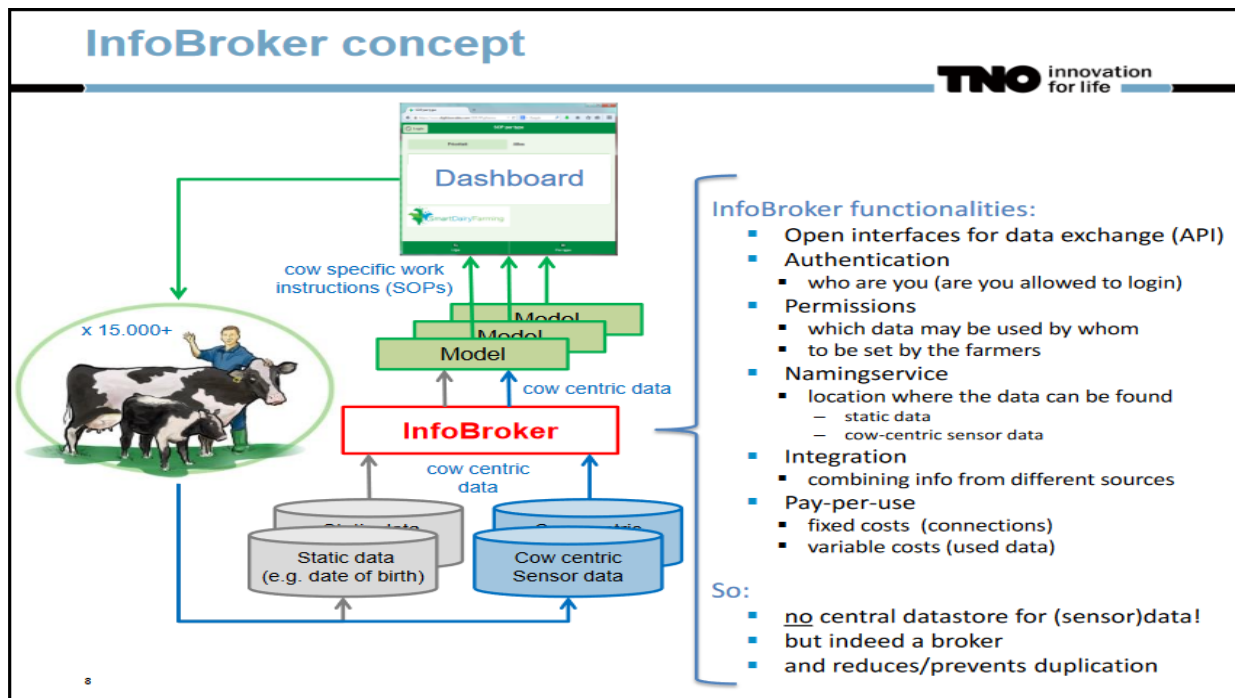 InfoBroker concept
TNO innovation
for life
SOP per type
Dashboard
SmartDairyFarming
cow specific work
instructions (SOPs)
x 15.000+
Model
Model
Model
cow centric data
InfoBroker
cow centric
data
Static data
(e.g. date of birth)
Cow centric
Sensor data
InfoBroker functionalities:
▪ Open interfaces for data exchange (API)
▪ Authentication
▪ who are you (are you allowed to login)
▪ Permissions
▪ which data may be used by whom
▪ to be set by the farmers
▪ Namingservice
▪ location where the data can be found
– static data
– cow-centric sensor data
▪ Integration
▪ combining info from different sources
▪ Pay-per-use
▪ fixed costs (connections)
▪ variable costs (used data)
So:
▪ no central datastore for (sensor)data!
▪ but indeed a broker
▪ and reduces/prevents duplication
8